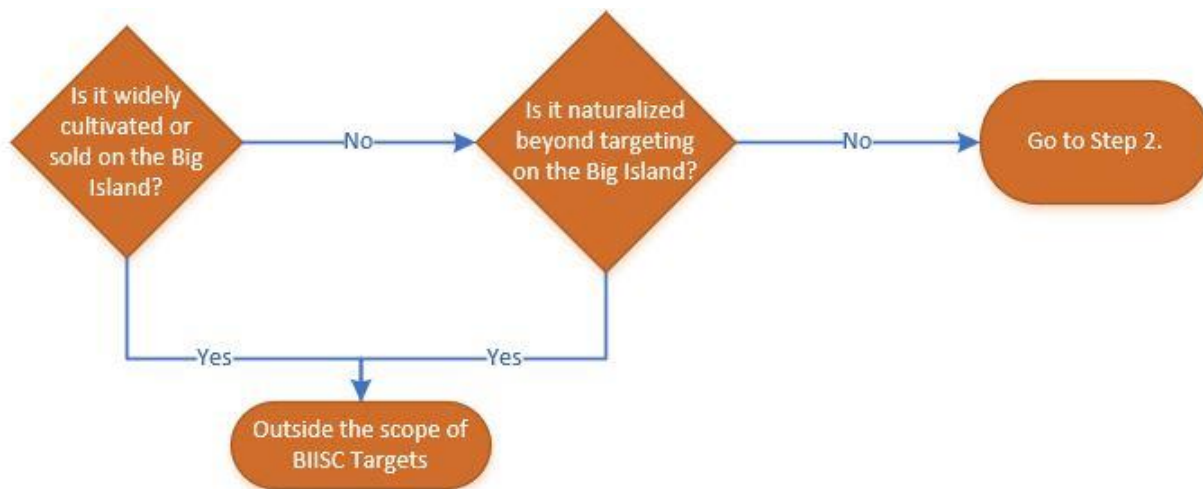 Is it widely
cultivated or
sold on the Big
Island?
No
Is it naturalized
beyond targeting
on the Big Island?
No
Go to Step 2.
Yes
Yes
Outside the scope of
BIISC Targets